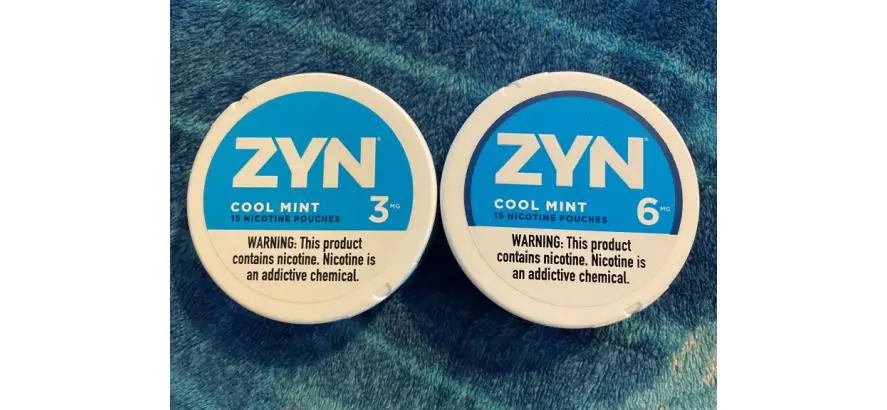 ZYN®
COOL MINT
15 NICOTINE POUCHES
3 MG
WARNING: This product
contains nicotine. Nicotine is
an addictive chemical.
ZYN®
COOL MINT
15 NICOTINE POUCHES
6 MG
WARNING: This product
contains nicotine. Nicotine is
an addictive chemical.